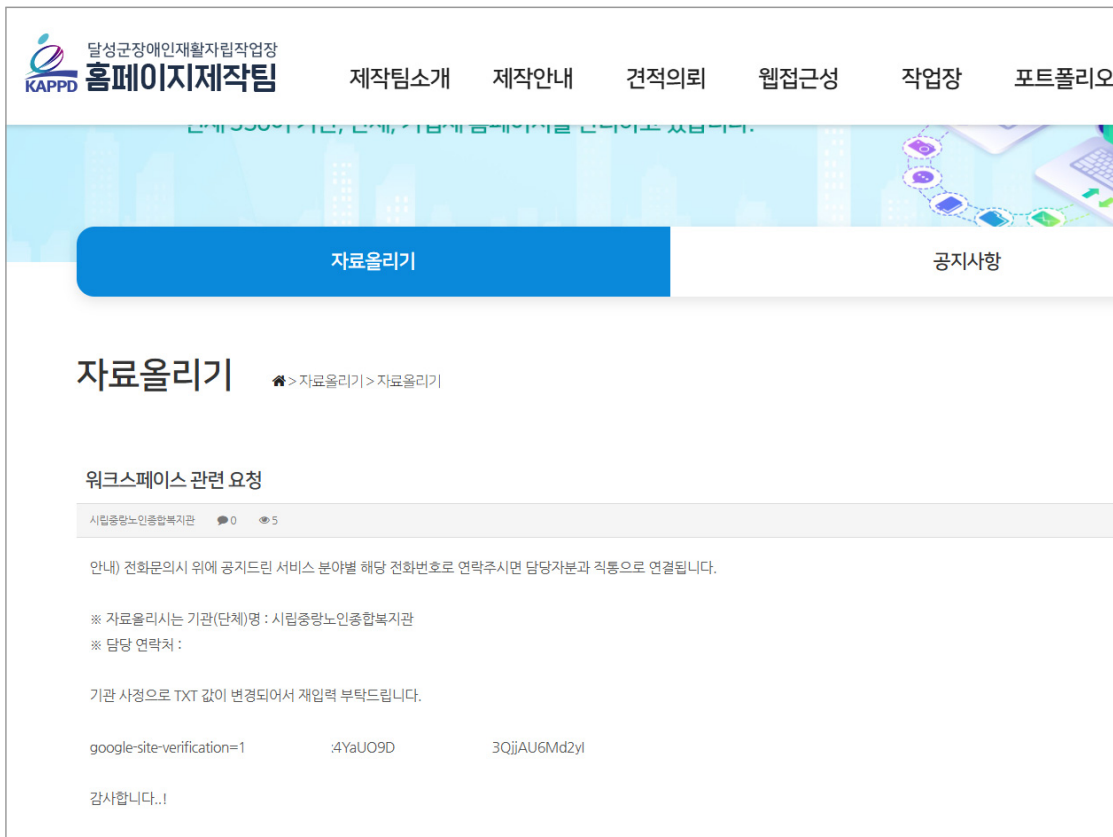 달성군장애인재활자립작업장
KAPPD 홈페이지제작팀
제작팀소개 제작안내 견적의뢰 웹접근성 작업장 포트폴리오
자료올리기 공지사항
자료올리기 > 자료올리기 > 자료올리기
워크스페이스 관련 요청
시립중랑노인종합복지관 0 5
안내) 전화문의시 위에 공지드린 서비스 분야별 해당 전화번호로 연락주시면 담당자분과 직통으로 연결됩니다.
※ 자료올리시는 기관(단체)명 : 시립중랑노인종합복지관
※ 담당 연락처 :
기관 사정으로 TXT 값이 변경되어서 재입력 부탁드립니다.
google-site-verification=1 :4YaUO9D 3QjjAU6Md2yI
감사합니다..!